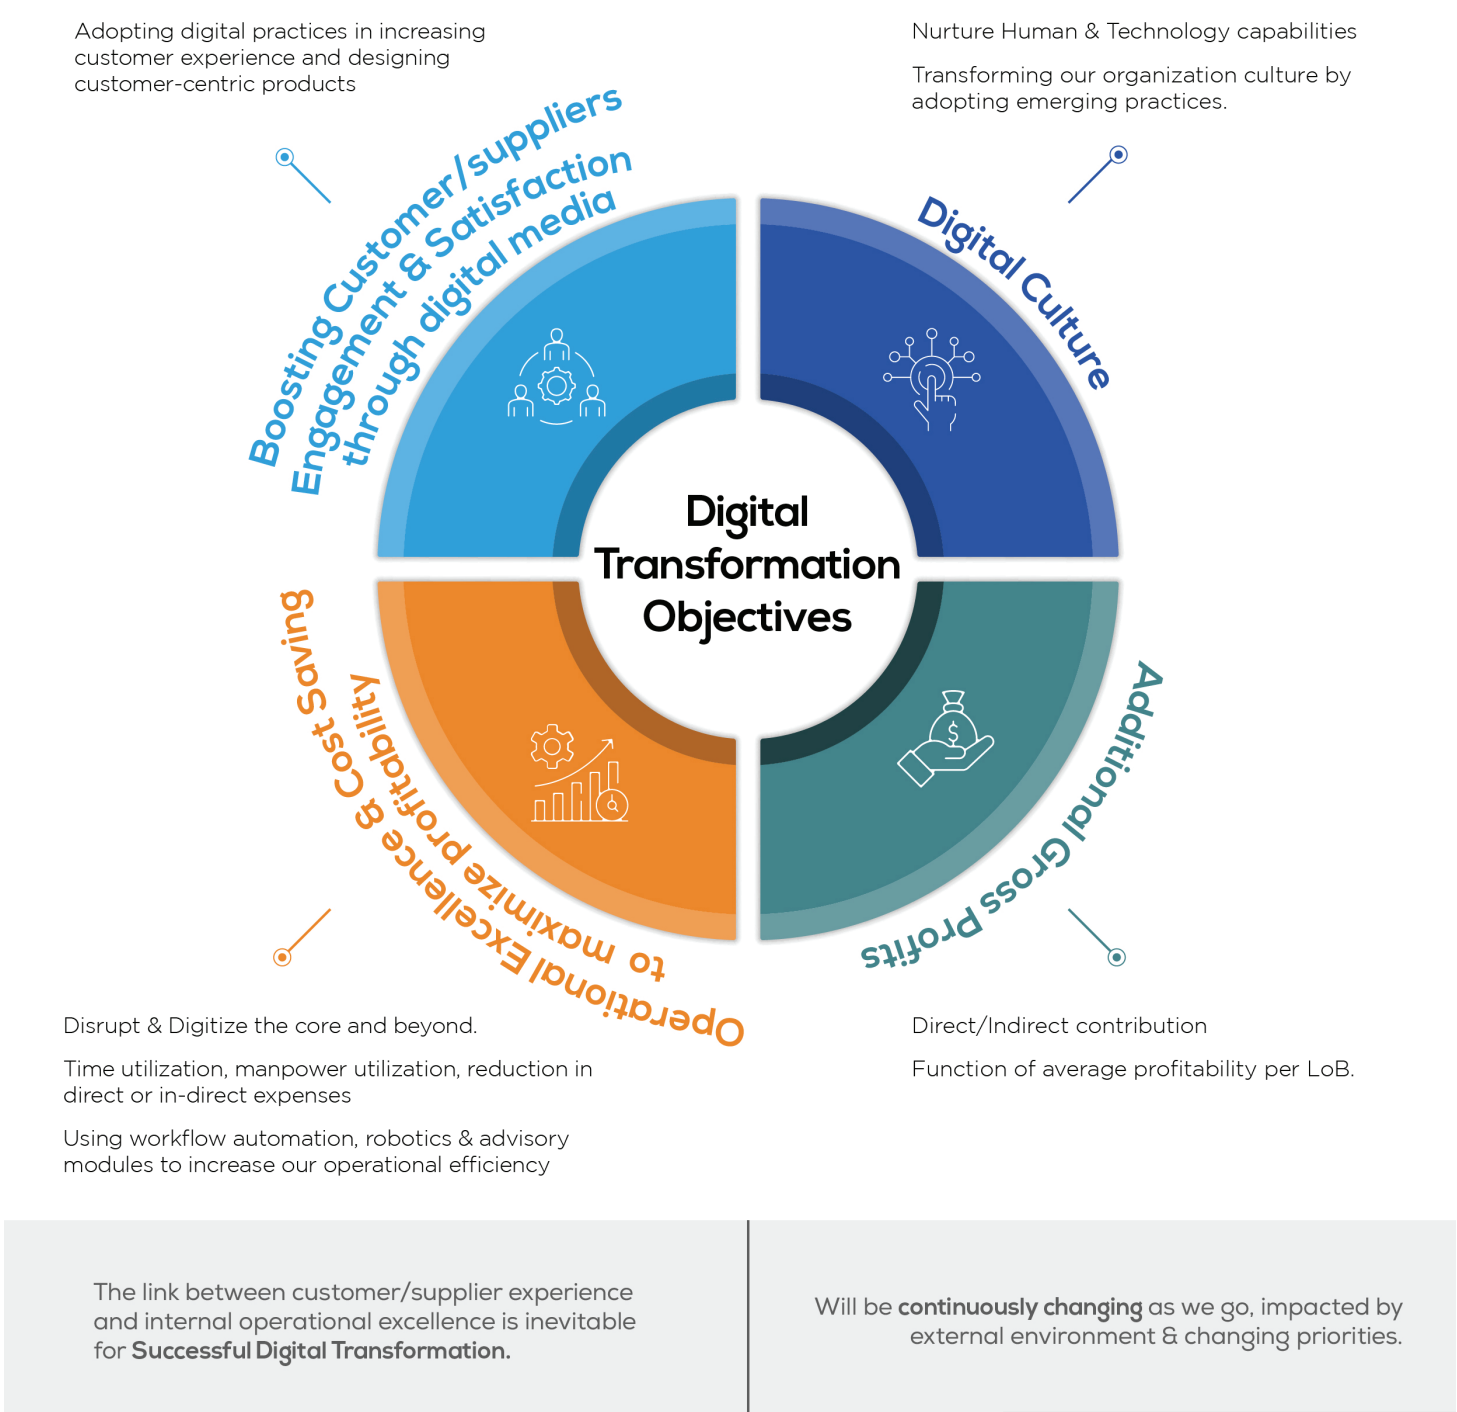 Adopting digital practices in increasing
customer experience and designing
customer-centric products
Nurture Human & Technology capabilities
Transforming our organization culture by
adopting emerging practices.
Boosting Customer/suppliers
Engagement & Satisfaction
through digital media
Digital Culture
Digital
Transformation
Objectives
Operational Excellence & Cost Saving
to maximize profitability
Additional Gross Profits
$
Disrupt & Digitize the core and beyond.
Time utilization, manpower utilization, reduction in
direct or in-direct expenses
Using workflow automation, robotics & advisory
modules to increase our operational efficiency
Direct/Indirect contribution
Function of average profitability per LoB.
The link between customer/supplier experience
and internal operational excellence is inevitable
for Successful Digital Transformation.
Will be continuously changing as we go, impacted by
external environment & changing priorities.